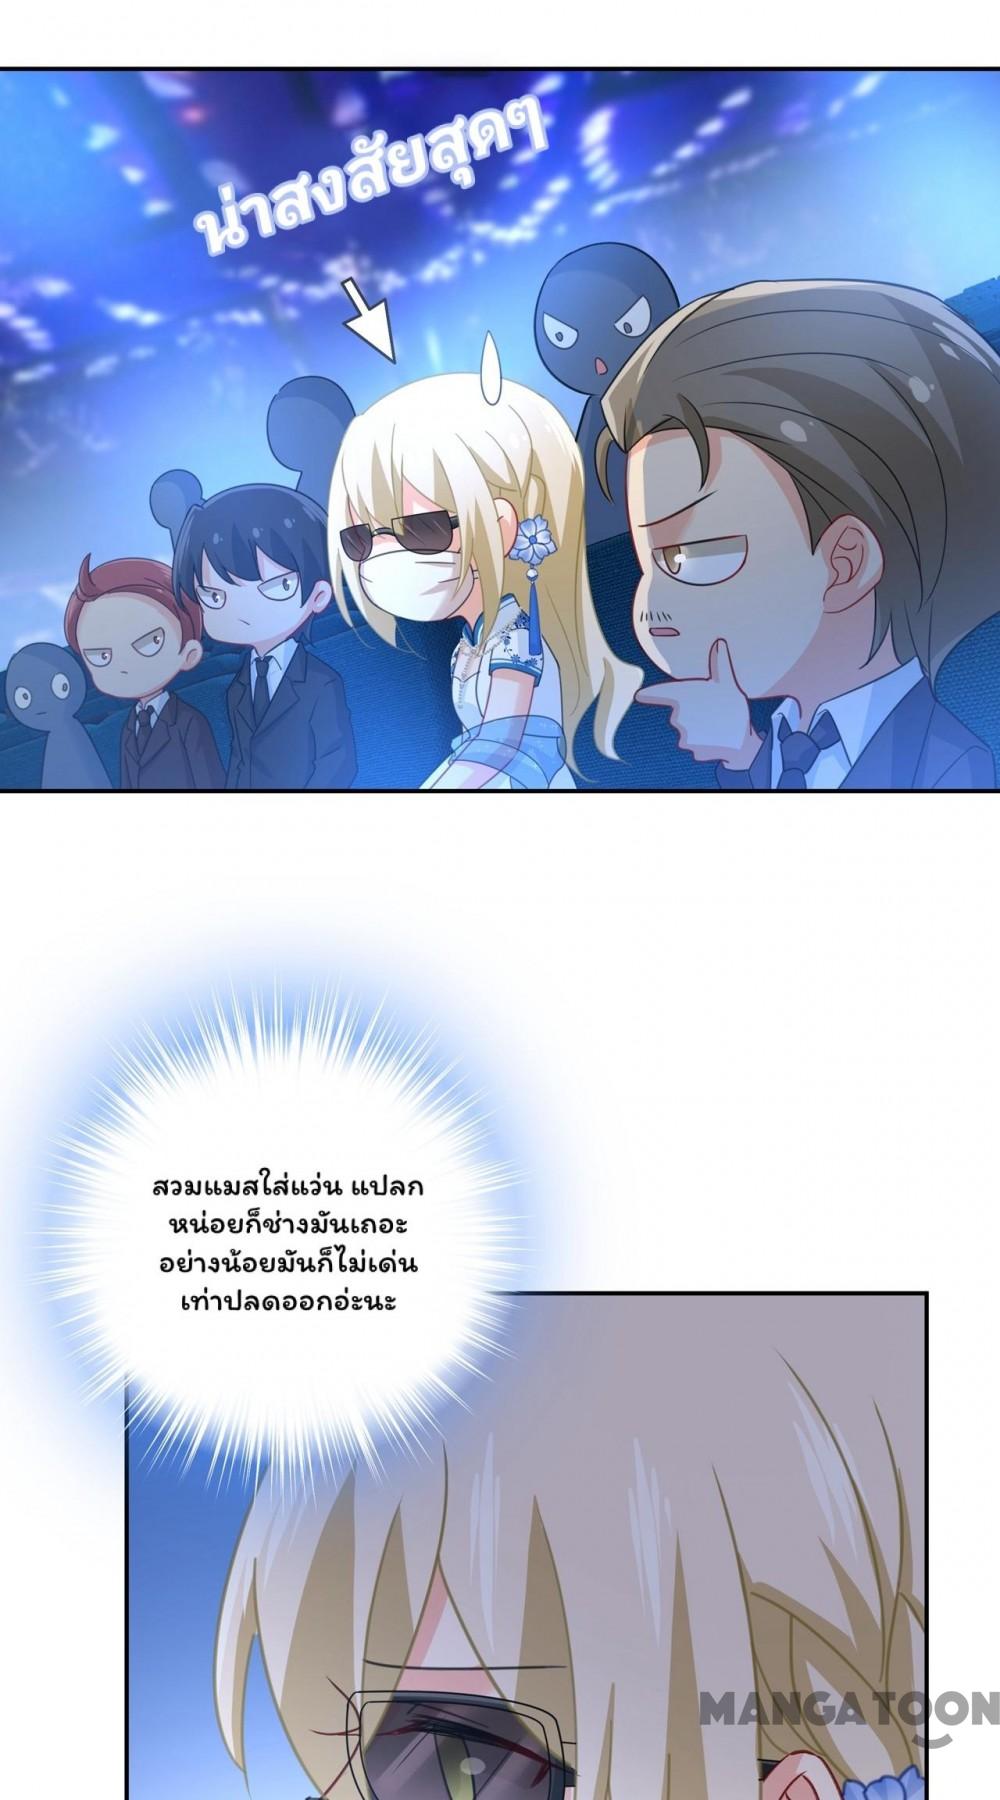 น่าสงสัยสุดๆ
สวมแมสใส่แว่น แปลก
หน่อยก็ช่างมันเถอะ
อย่างน้อยมันก็ไม่เด่น
เท่าปลดออกอ่ะนะ
MANGATOON